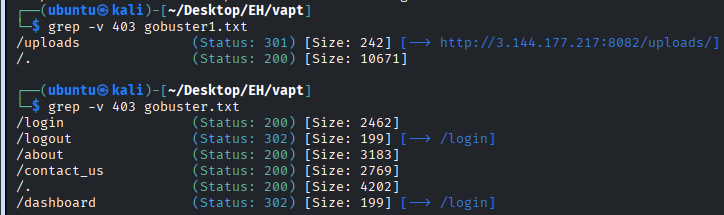 ┌──(ubuntu㉿kali)-[~/Desktop/EH/vapt]
└─$ grep -v 403 gobuster1.txt
/uploads              (Status: 301) [Size: 242] [--> http://3.144.177.217:8082/uploads/]
/.                    (Status: 200) [Size: 10671]
┌──(ubuntu㉿kali)-[~/Desktop/EH/vapt]
└─$ grep -v 403 gobuster.txt
/login                (Status: 200) [Size: 2462]
/logout               (Status: 302) [Size: 199] [--> /login]
/about                (Status: 200) [Size: 3183]
/contact_us           (Status: 200) [Size: 2769]
/.                    (Status: 200) [Size: 4202]
/dashboard            (Status: 302) [Size: 199] [--> /login]